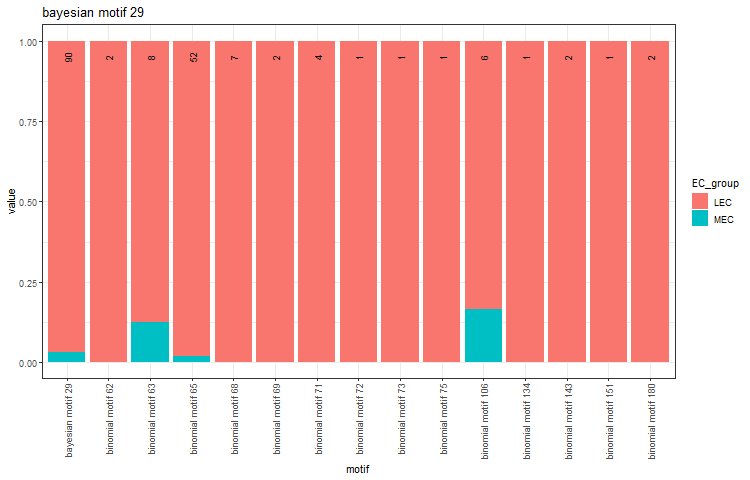 bayesian motif 29
1.00
0.75
0.50
0.25
0.00
value
90
2
8
52
7
2
4
1
1
1
6
1
2
1
2
bayesian motif 29
binomial motif 62
binomial motif 63
binomial motif 65
binomial motif 68
binomial motif 69
binomial motif 71
binomial motif 72
binomial motif 73
binomial motif 75
binomial motif 106
binomial motif 134
binomial motif 143
binomial motif 151
binomial motif 180
motif
EC_group
LEC
MEC